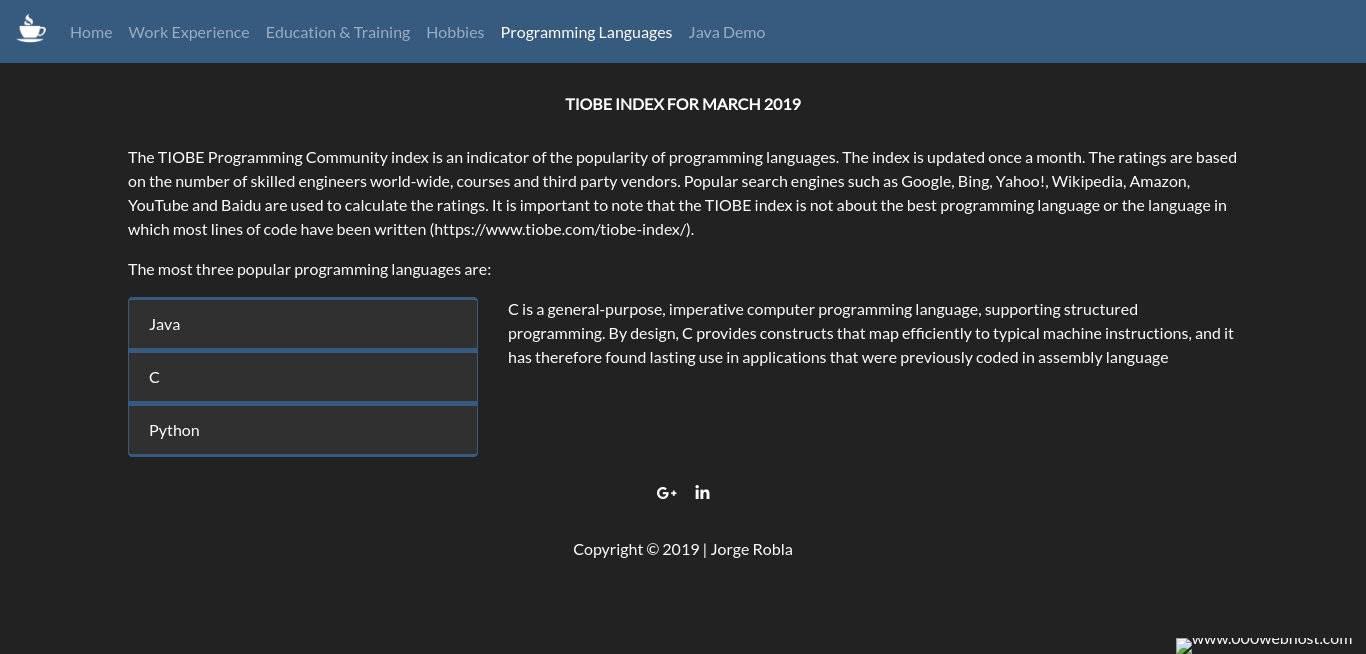 Home Work Experience Education & Training Hobbies Programming Languages Java Demo
TIOBE INDEX FOR MARCH 2019
The TIOBE Programming Community index is an indicator of the popularity of programming languages. The index is updated once a month. The ratings are based
on the number of skilled engineers world-wide, courses and third party vendors. Popular search engines such as Google, Bing, Yahoo!, Wikipedia, Amazon,
YouTube and Baidu are used to calculate the ratings. It is important to note that the TIOBE index is not about the best programming language or the language in
which most lines of code have been written (https://www.tiobe.com/tiobe-index/).
The most three popular programming languages are:
Java
C
Python
C is a general-purpose, imperative computer programming language, supporting structured
programming. By design, C provides constructs that map efficiently to typical machine instructions, and it
has therefore found lasting use in applications that were previously coded in assembly language
G+ in
Copyright © 2019 | Jorge Robla
www.000webhost.com